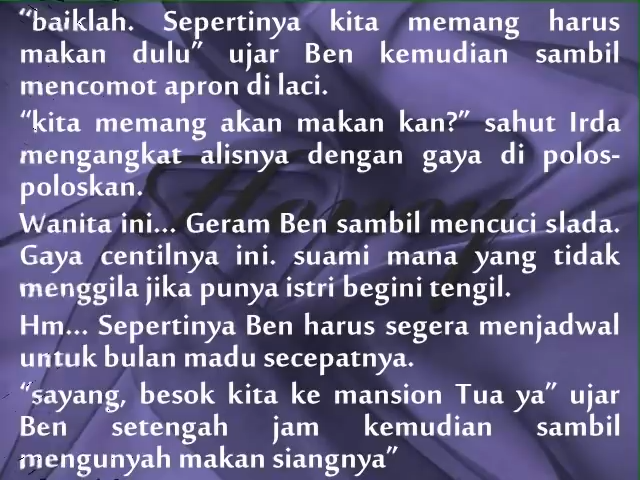 “baiklah. Sepertinya kita memang harus
makan dulu” ujar Ben kemudian sambil
mencomot apron di laci.
“kita memang akan makan kan?” sahut Irda
mengangkat alisnya dengan gaya di polos-
poloskan.
Wanita ini... Geram Ben sambil mencuci slada.
Gaya centilnya ini. suami mana yang tidak
menggila jika punya istri begini tengil.
Hm... Sepertinya Ben harus segera menjadwal
untuk bulan madu secepatnya.
“sayang, besok kita ke mansion Tua ya” ujar
Ben setengah jam kemudian sambil
mengunyah makan siangnya”